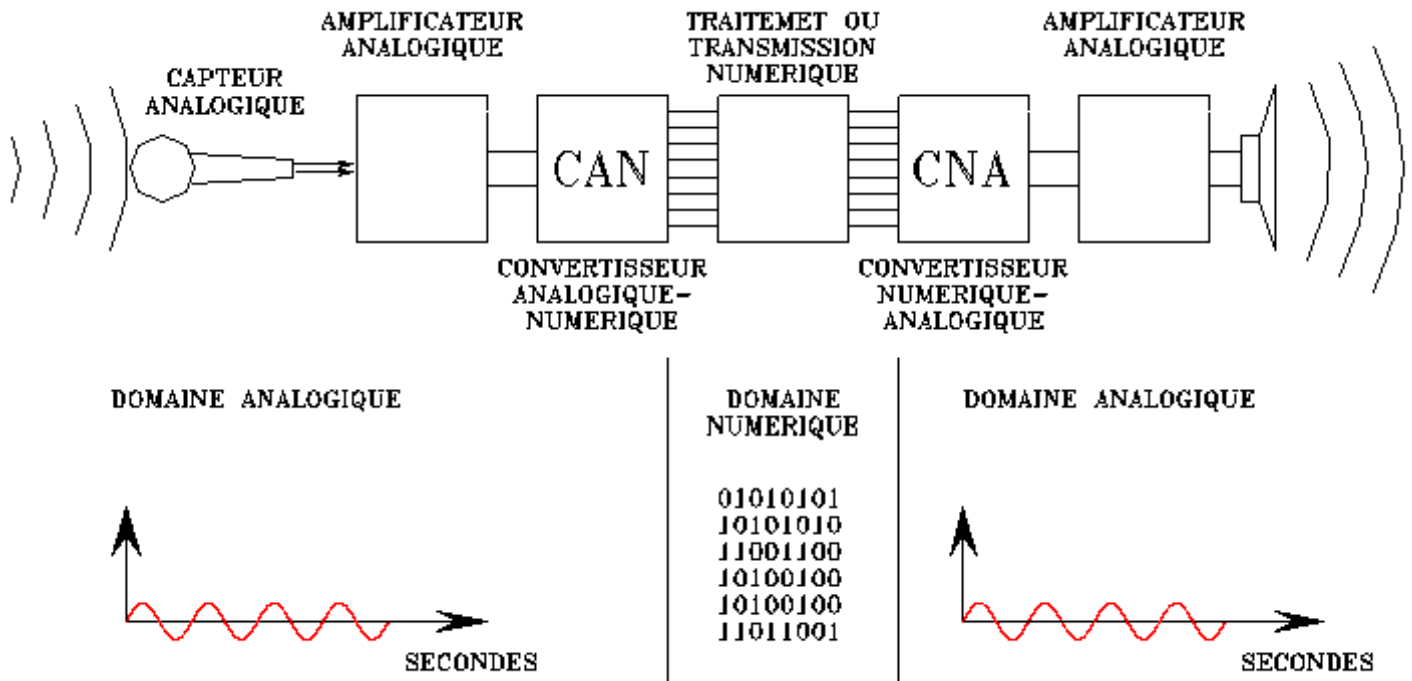 AMPLIFICATEUR
ANALOGIQUE
TRAITEMET OU
TRANSMISSION
NUMERIQUE
AMPLIFICATEUR
ANALOGIQUE
CAPTEUR
ANALOGIQUE
CAN
CNA
CONVERTISSEUR
ANALOGIQUE-
NUMERIQUE
CONVERTISSEUR
NUMERIQUE-
ANALOGIQUE
DOMAINE ANALOGIQUE
DOMAINE
NUMERIQUE
DOMAINE ANALOGIQUE
01010101
10101010
11001100
10100100
10100100
11011001
SECONDES
SECONDES